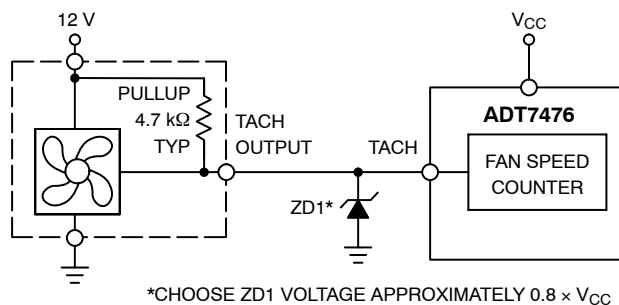 12 V
V_CC
PULLUP
4.7 kΩ
TYP
TACH
OUTPUT
TACH
ADT7476
FAN SPEED
COUNTER
ZD1*
*CHOOSE ZD1 VOLTAGE APPROXIMATELY 0.8 × V_CC